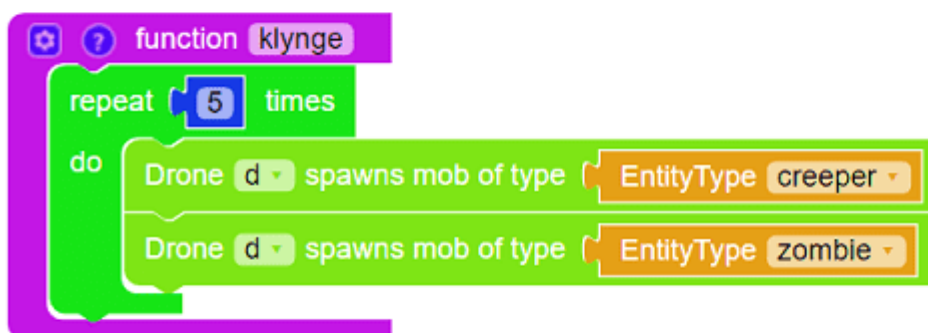 ? function klynge
repeat 5 times
do
Drone d spawns mob of type EntityType creeper
Drone d spawns mob of type EntityType zombie